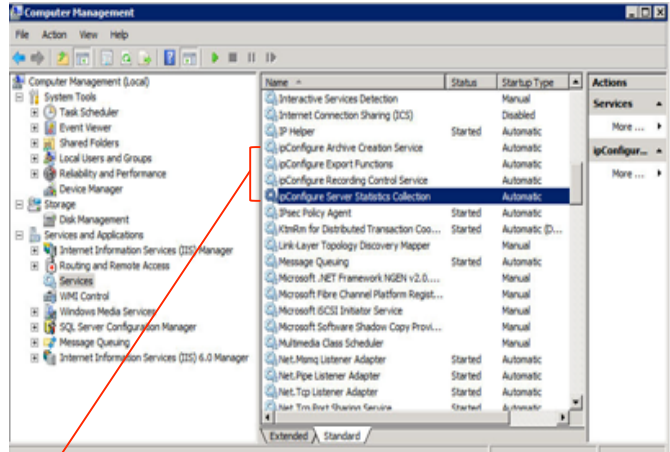 Computer Management
File Action View Help
Computer Management (Local)
System Tools
Task Scheduler
Event Viewer
Shared Folders
Local Users and Groups
Reliability and Performance
Device Manager
Storage
Disk Management
Services and Applications
Internet Information Services (IIS) Manager
Routing and Remote Access
Services
WMI Control
Windows Media Services
SQL Server Configuration Manager
Message Queuing
Internet Information Services (IIS) 6.0 Manager
Name Status Startup Type
Interactive Services Detection Manual
Internet Connection Sharing (ICS) Disabled
IP Helper Started Automatic
ipConfigure Archive Creation Service Automatic
ipConfigure Export Functions Automatic
ipConfigure Recording Control Service Automatic
ipConfigure Server Statistics Collection Automatic
IPsec Policy Agent Started Automatic
KtmRm for Distributed Transaction Coo... Started Automatic (D...
Link-Layer Topology Discovery Mapper Manual
Message Queuing Started Automatic
Microsoft .NET Framework NGEN v2.0.... Manual
Microsoft Fibre Channel Platform Regist... Manual
Microsoft iSCSI Initiator Service Manual
Microsoft Software Shadow Copy Provi... Manual
Multimedia Class Scheduler Manual
Net.Msmq Listener Adapter Started Automatic
Net.Pipe Listener Adapter Started Automatic
Net.Tcp Listener Adapter Started Automatic
Net.Tcp Port Sharing Service Started Automatic
Extended Standard
Actions
Services
More ...
ipConfigur...
More ...